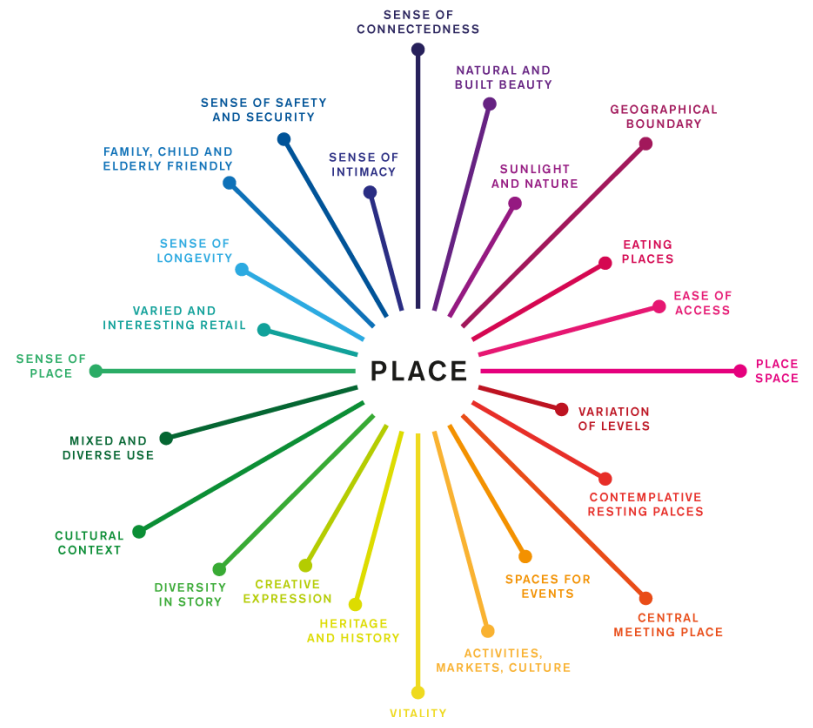 SENSE OF
CONNECTEDNESS
NATURAL AND
BUILT BEAUTY
GEOGRAPHICAL
BOUNDARY
SENSE OF SAFETY
AND SECURITY
FAMILY, CHILD AND
ELDERLY FRIENDLY
SENSE OF
INTIMACY
SUNLIGHT
AND NATURE
SENSE OF
LONGEVITY
EATING
PLACES
VARIED AND
INTERESTING RETAIL
EASE OF
ACCESS
SENSE OF
PLACE
PLACE
PLACE
SPACE
MIXED AND
DIVERSE USE
VARIATION
OF LEVELS
CONTEMPLATIVE
RESTING PALCES
CULTURAL
CONTEXT
DIVERSITY
IN STORY
CREATIVE
EXPRESSION
SPACES FOR
EVENTS
HERITAGE
AND HISTORY
CENTRAL
MEETING PLACE
ACTIVITIES,
MARKETS, CULTURE
VITALITY